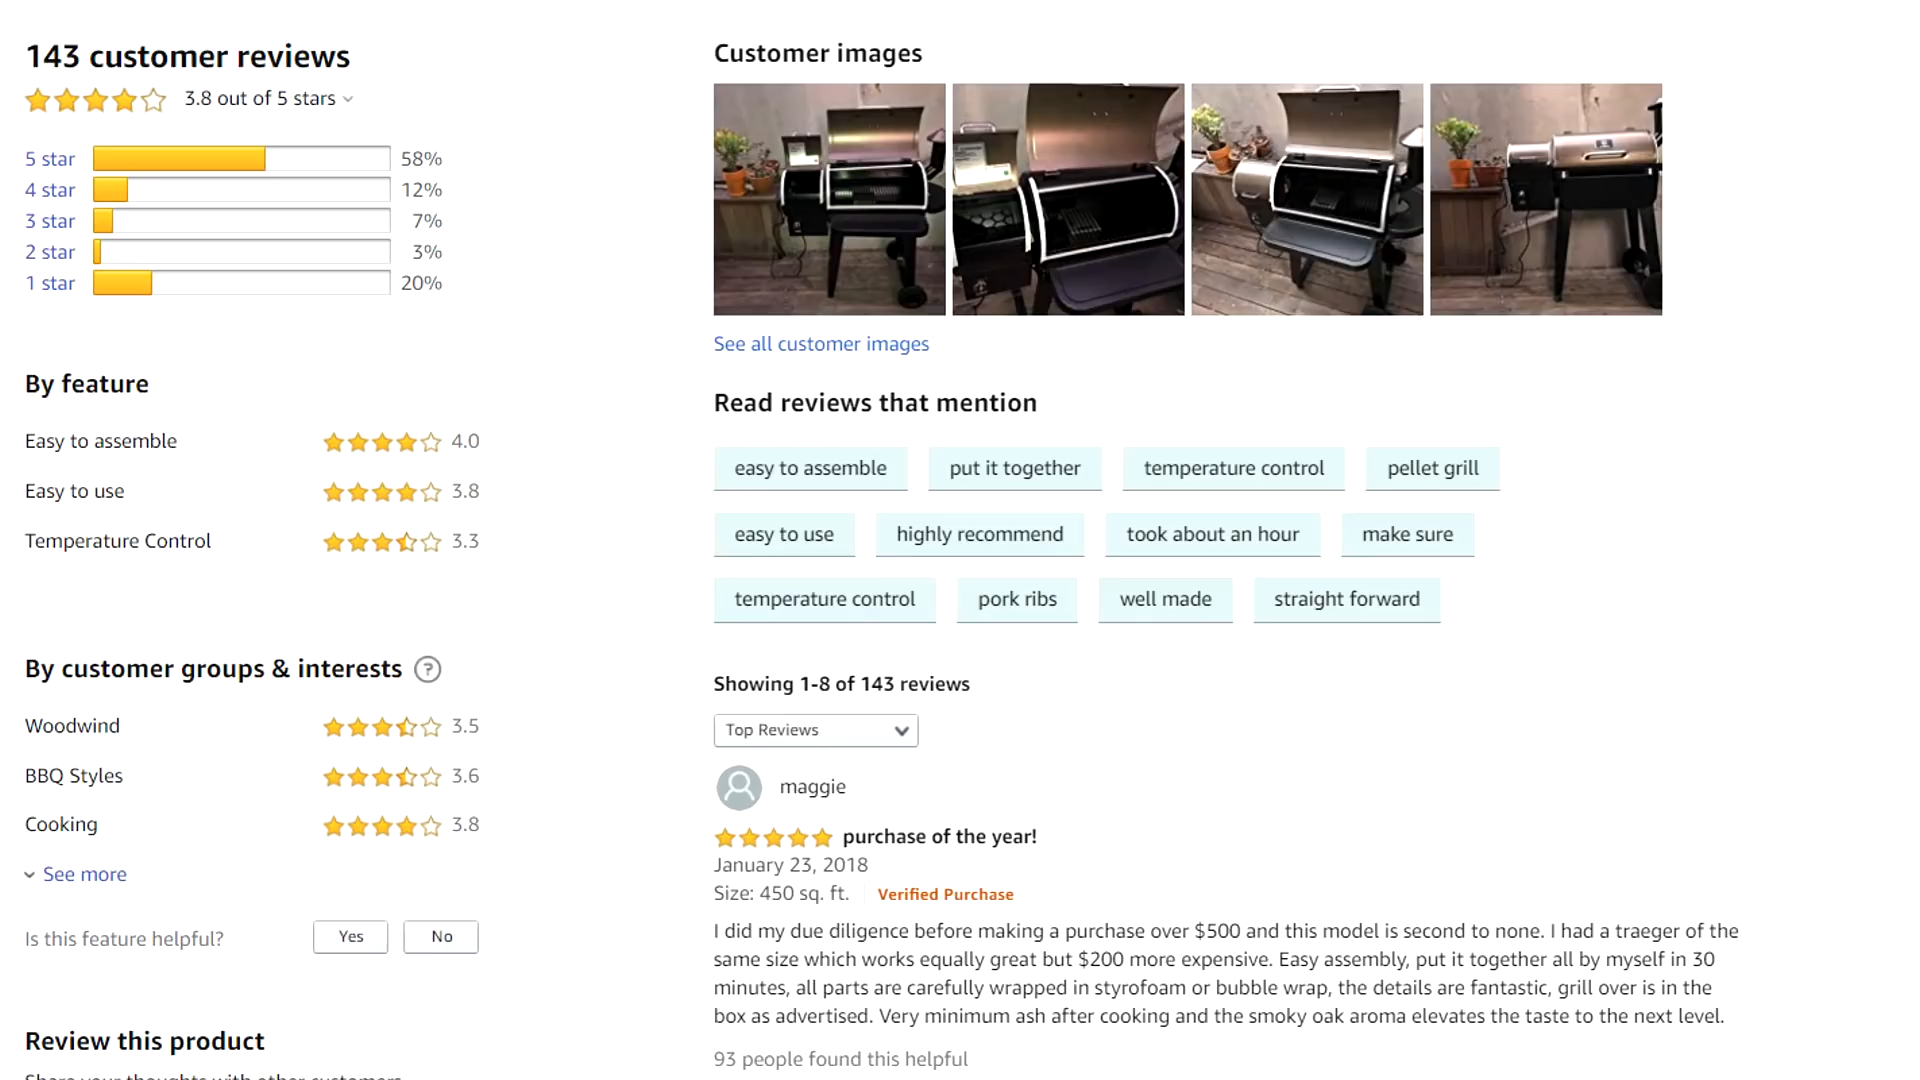 143 customer reviews
3.8 out of 5 stars
5 star 58%
4 star 12%
3 star 7%
2 star 3%
1 star 20%
By feature
Easy to assemble 4.0
Easy to use 3.8
Temperature Control 3.3
By customer groups & interests ?
Woodwind 3.5
BBQ Styles 3.6
Cooking 3.8
See more
Is this feature helpful? Yes No
Review this product
Share your thoughts with other customers
Customer images
See all customer images
Read reviews that mention
easy to assemble put it together temperature control pellet grill
easy to use highly recommend took about an hour make sure
temperature control pork ribs well made straight forward
Showing 1-8 of 143 reviews
Top Reviews
maggie
purchase of the year!
January 23, 2018
Size: 450 sq. ft. Verified Purchase
I did my due diligence before making a purchase over $500 and this model is second to none. I had a traeger of the
same size which works equally great but $200 more expensive. Easy assembly, put it together all by myself in 30
minutes, all parts are carefully wrapped in styrofoam or bubble wrap, the details are fantastic, grill over is in the
box as advertised. Very minimum ash after cooking and the smoky oak aroma elevates the taste to the next level.
93 people found this helpful